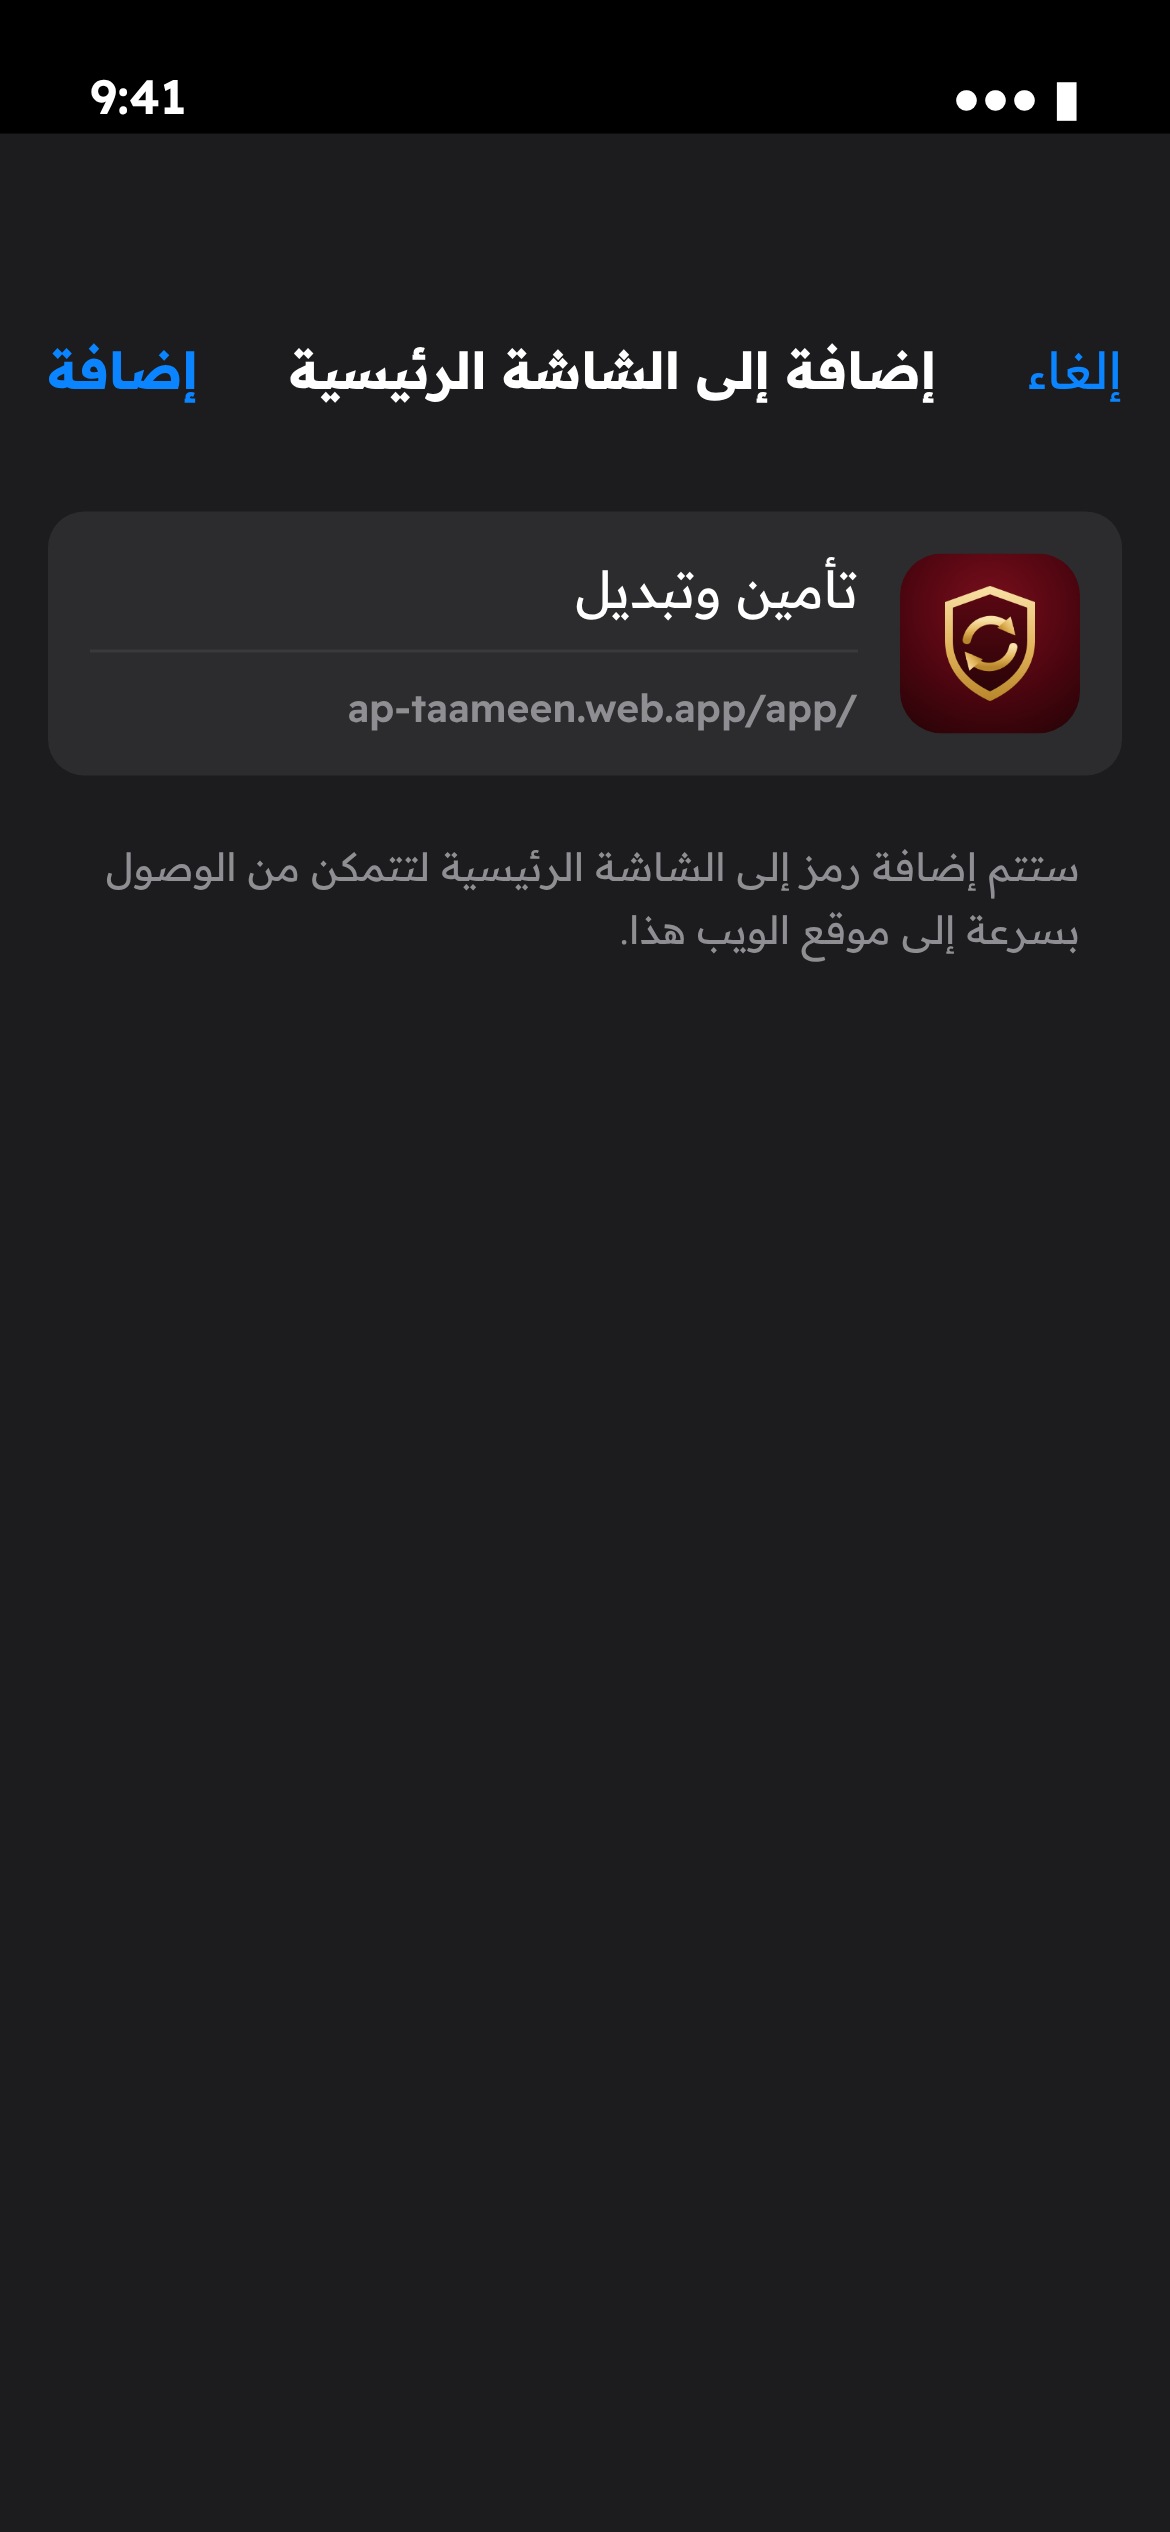 9:41
إلغاء
إضافة إلى الشاشة الرئيسية
إضافة
تأمين وتبديل
ap-taameen.web.app/app/
ستتم إضافة رمز إلى الشاشة الرئيسية لتتمكن من الوصول
بسرعة إلى موقع الويب هذا.